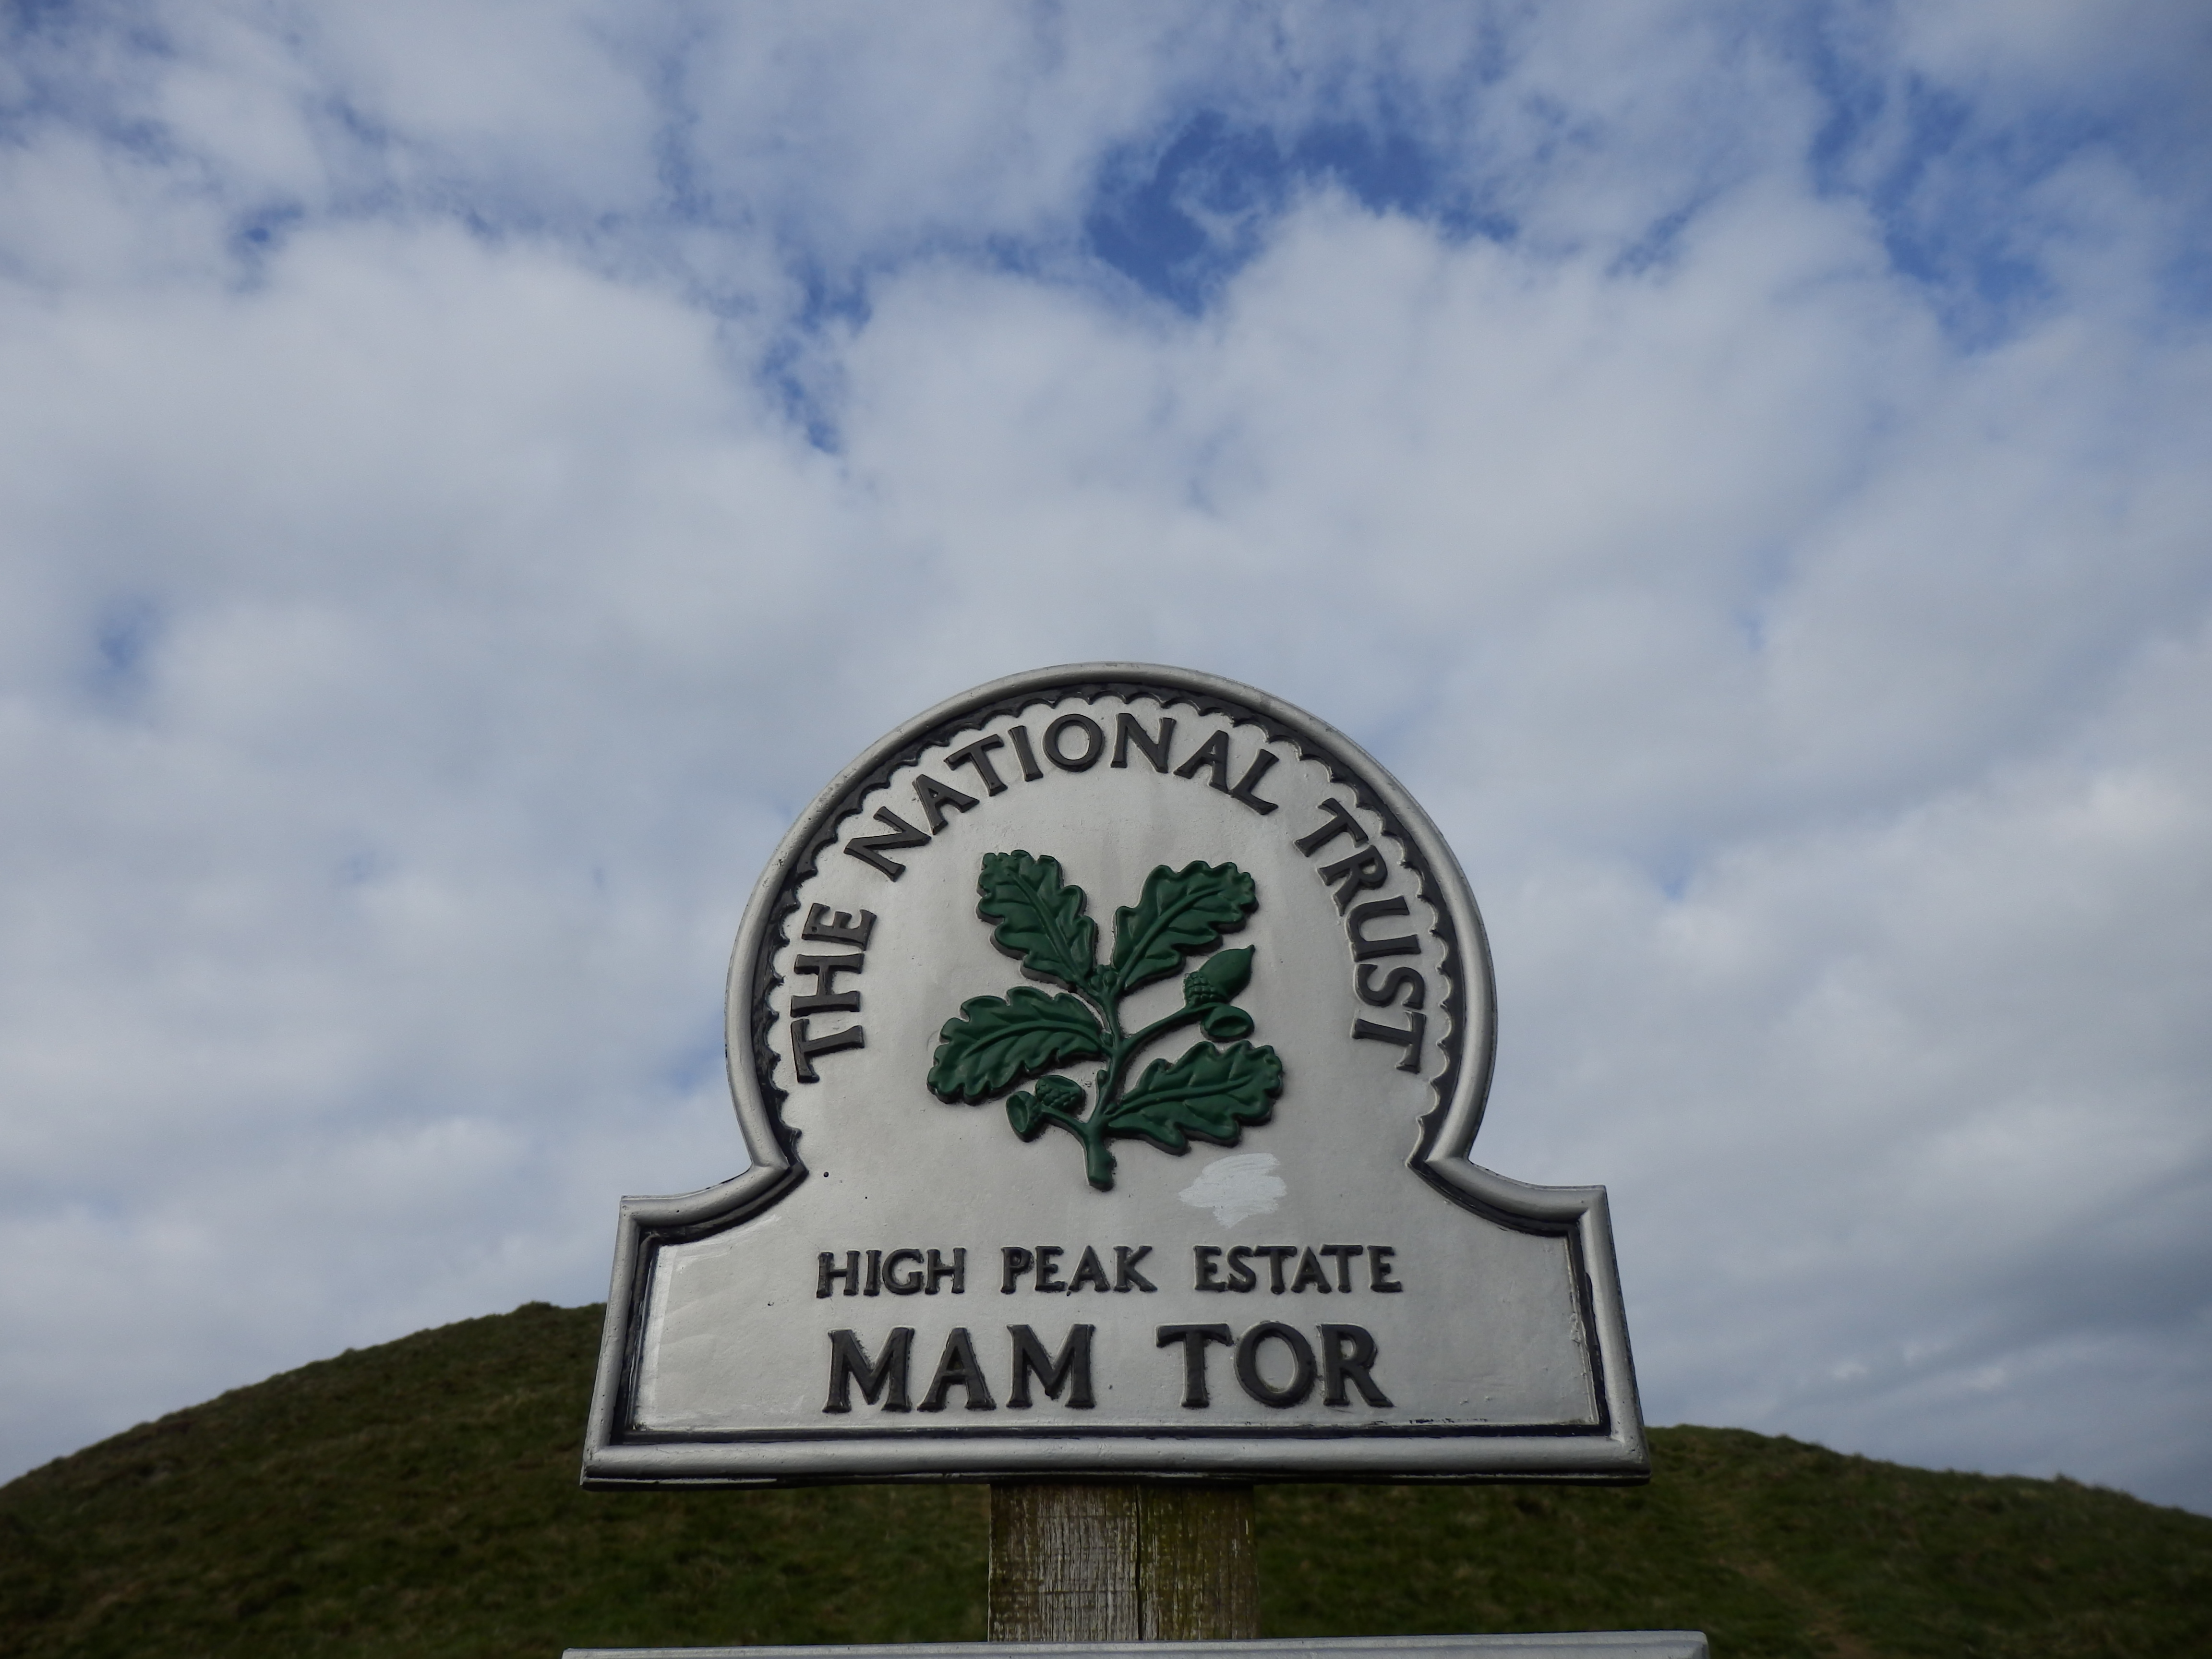 THE NATIONAL TRUST
HIGH PEAK ESTATE
MAM TOR